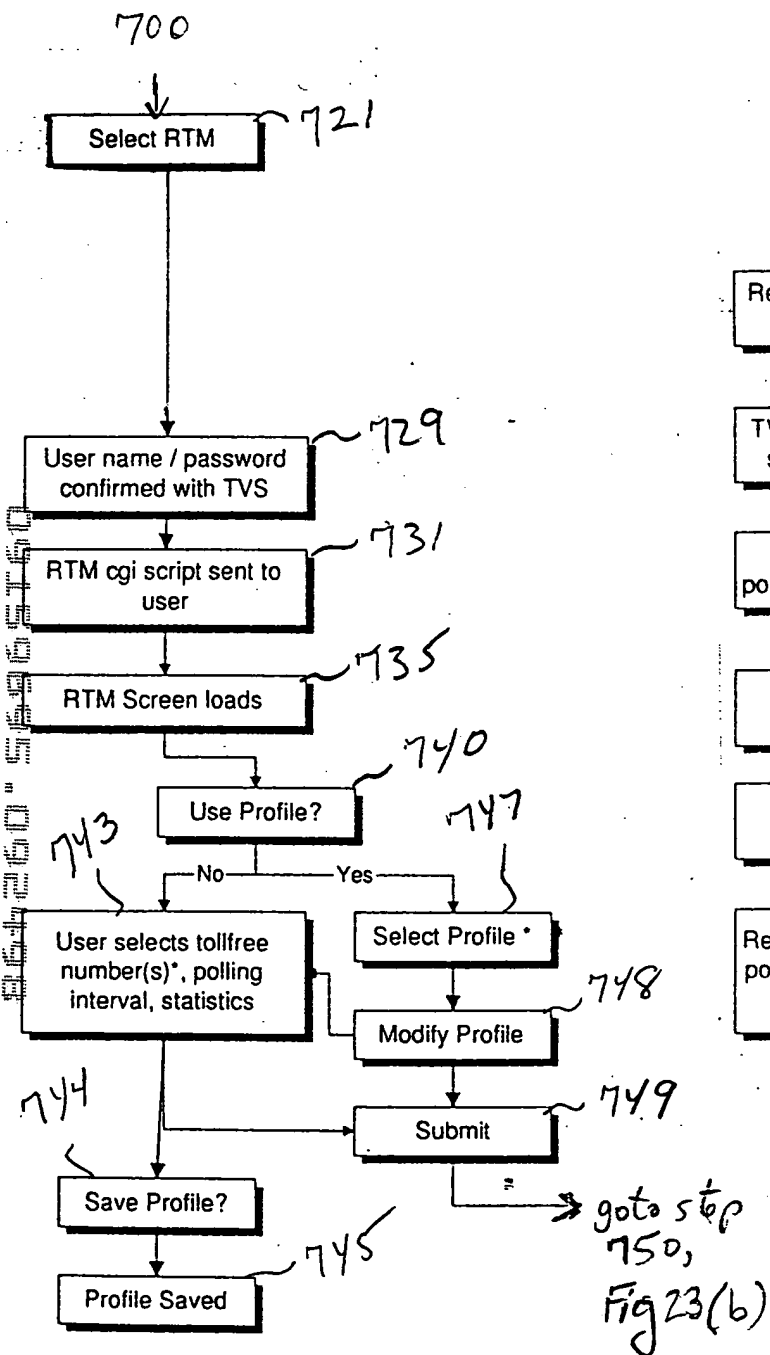 700
Select RTM
721
User name / password
confirmed with TVS
729
RTM cgi script sent to
user
731
RTM Screen loads
735
Use Profile?
740
No
Yes
743
User selects tollfree
number(s)*, polling
interval, statistics
747
Select Profile *
Modify Profile
748
Submit
749
744
Save Profile?
Profile Saved
745
goto step
750,
Fig 23(b)
Re
TV
s
po
Re
po